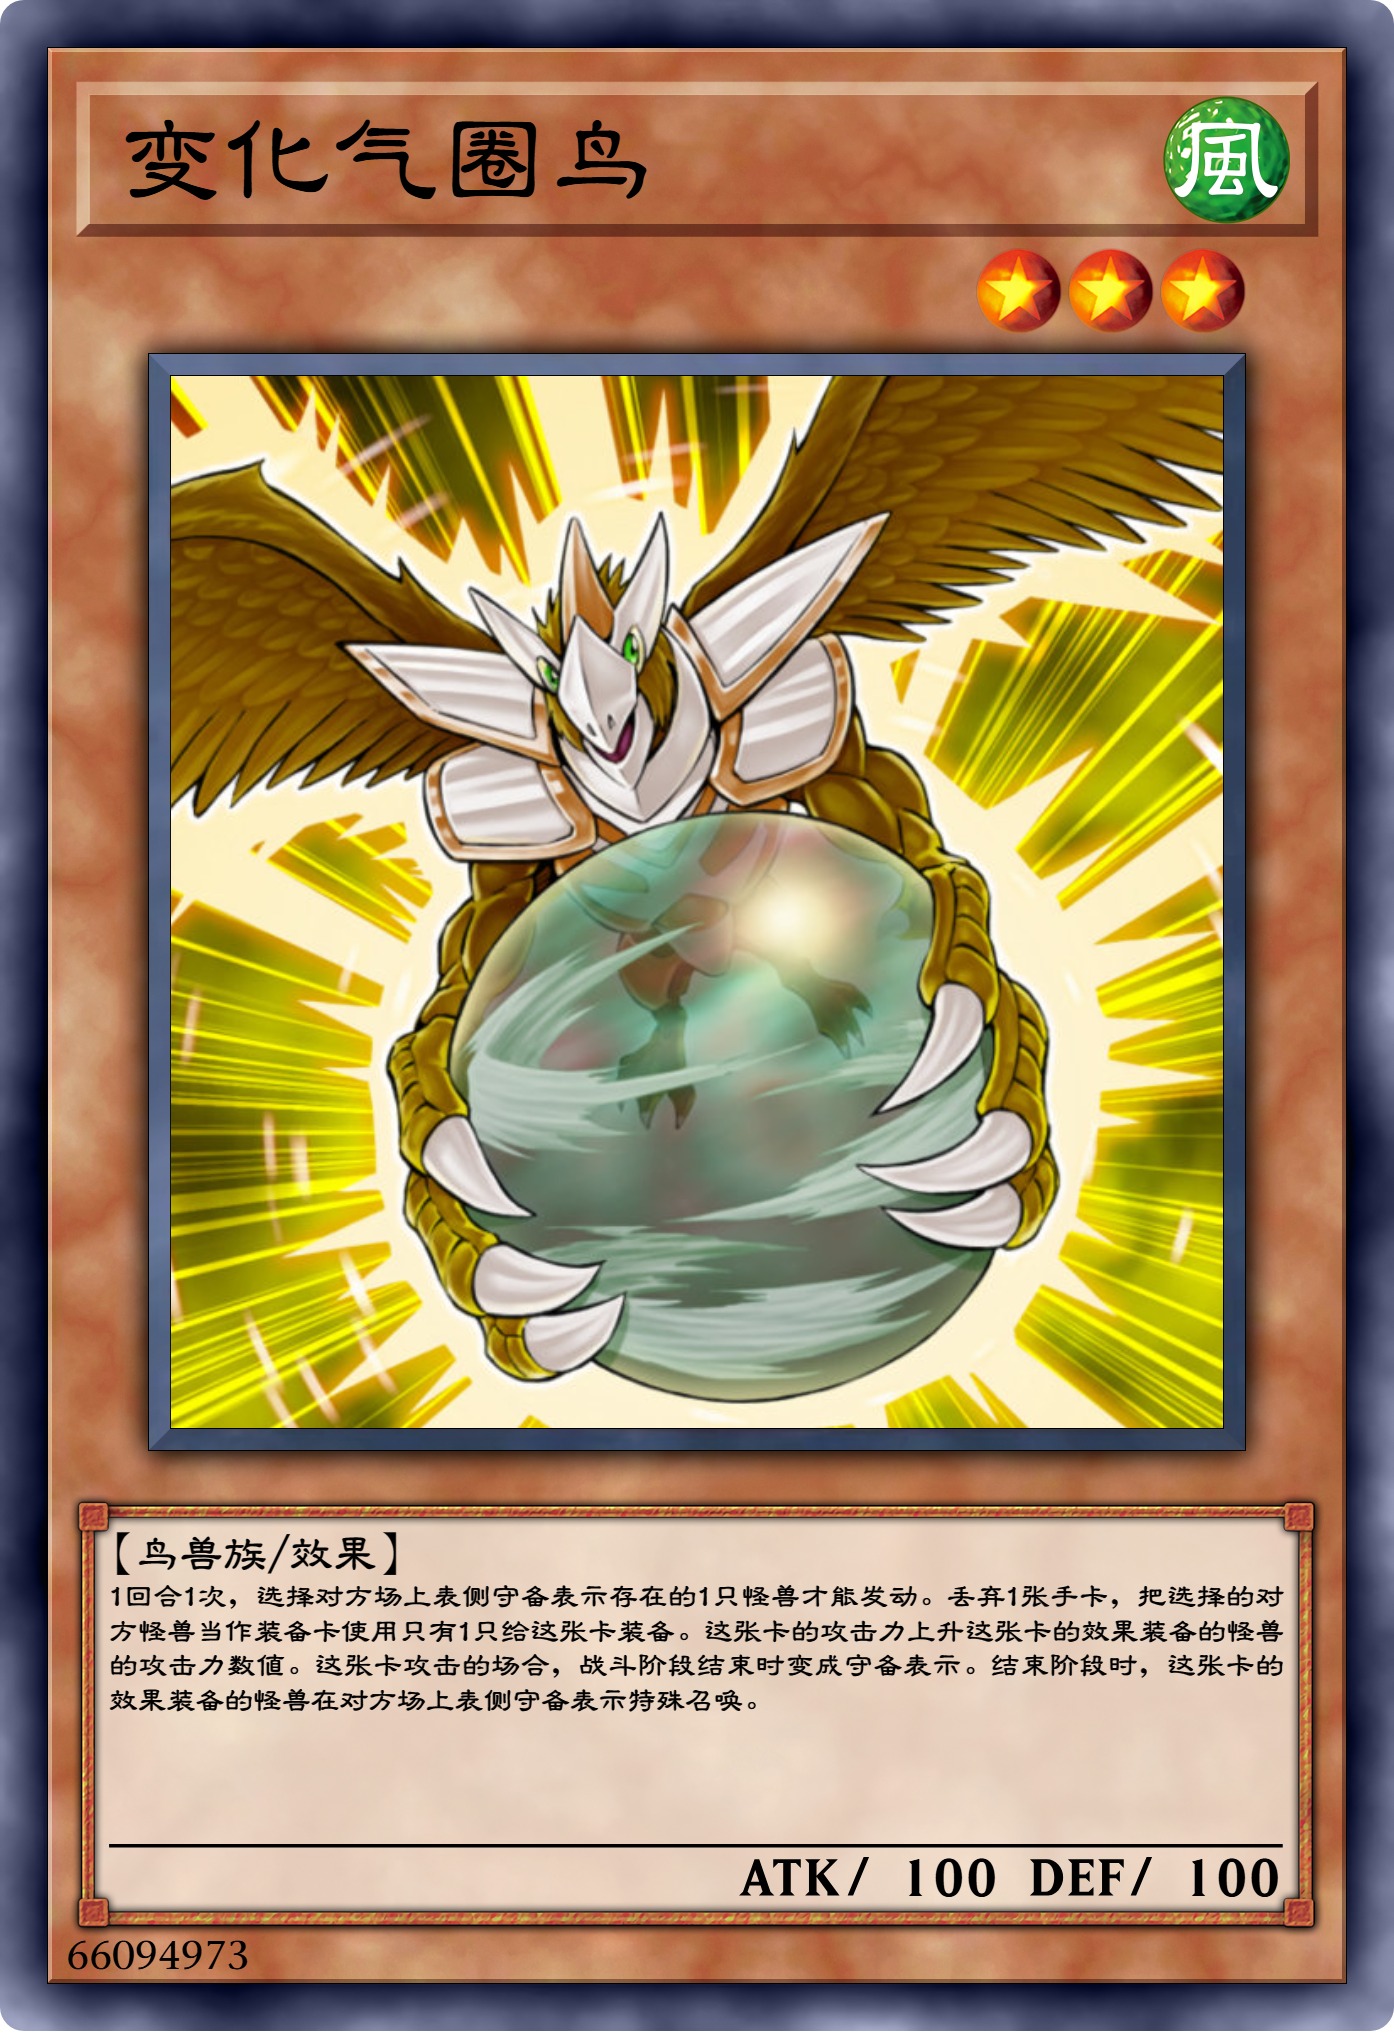 变化气圈鸟
風
【鸟兽族/效果】
1回合1次，选择对方场上表侧守备表示存在的1只怪兽才能发动。丢弃1张手卡，把选择的对
方怪兽当作装备卡使用只有1只给这张卡装备。这张卡的攻击力上升这张卡的效果装备的怪兽
的攻击力数值。这张卡攻击的场合，战斗阶段结束时变成守备表示。结束阶段时，这张卡的
效果装备的怪兽在对方场上表侧守备表示特殊召唤。
ATK/ 100 DEF/ 100
66094973